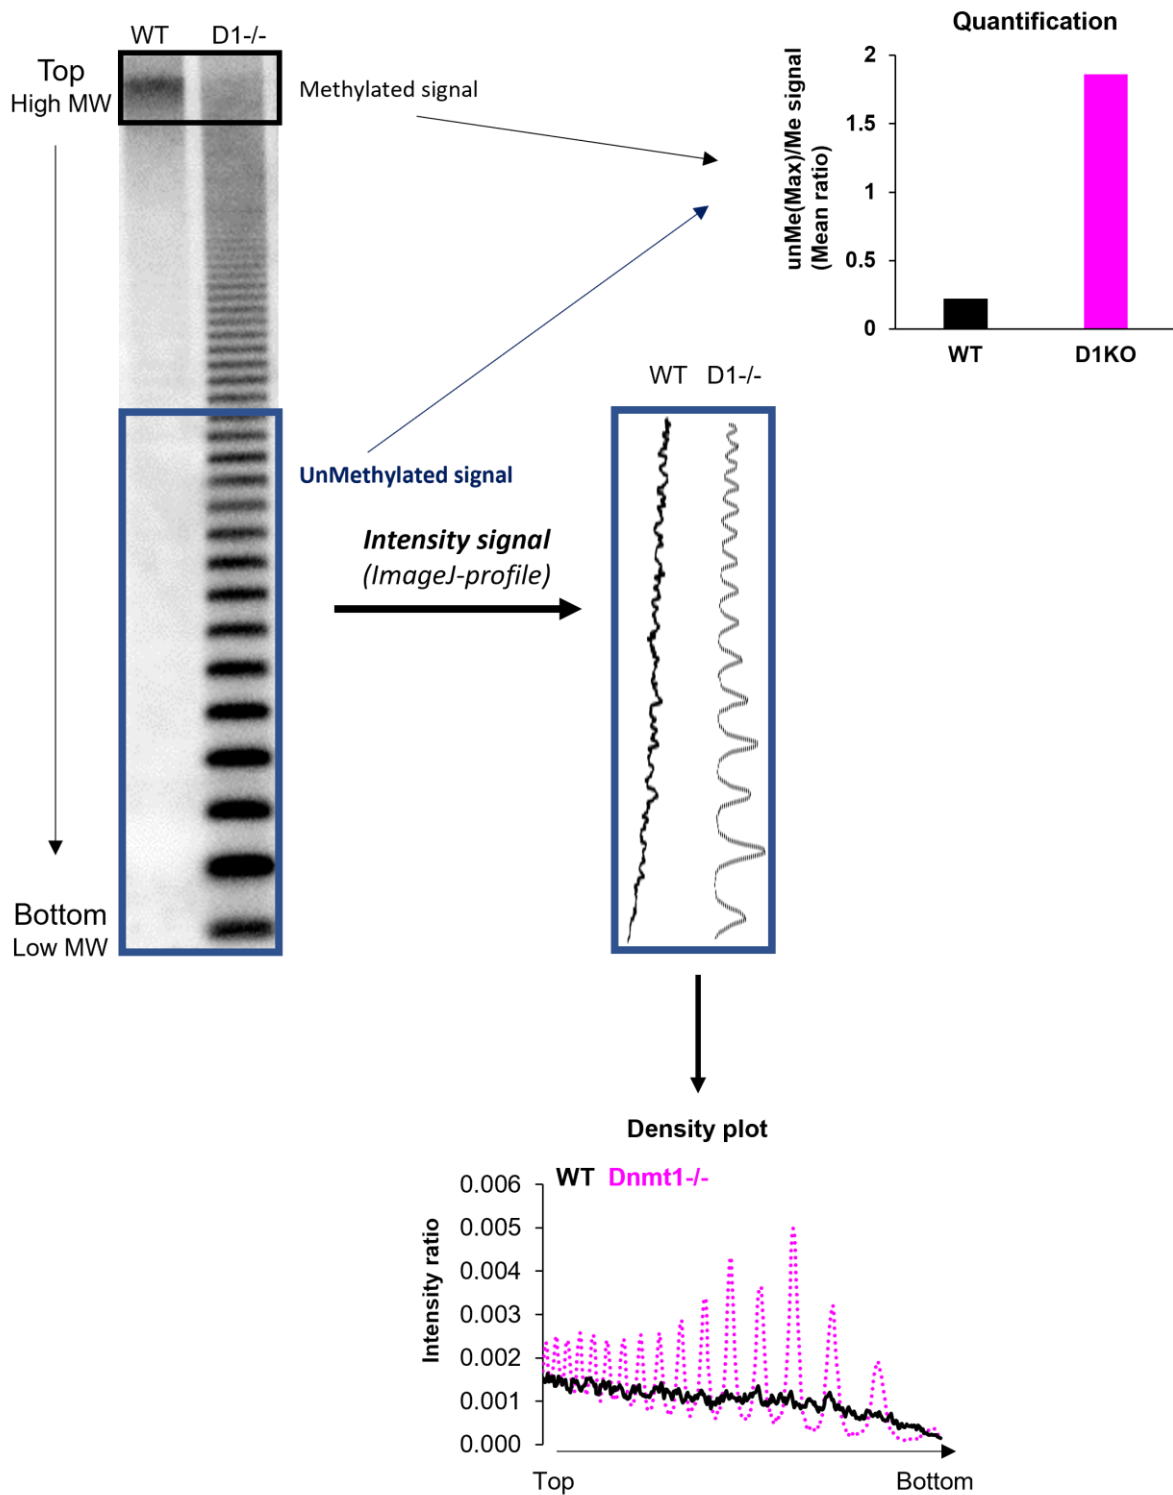 WT D1-/-
Top
High MW
Methylated signal
Bottom
Low MW
UnMethylated signal
Intensity signal
(ImageJ-profile)
WT D1-/-
Quantification
unMe(Max)/Me signal
(Mean ratio)
2
1.5
1
0.5
0
WT D1KO
Density plot
WT Dnmt1-/-
Intensity ratio
0.006
0.005
0.004
0.003
0.002
0.001
0.000
Top Bottom